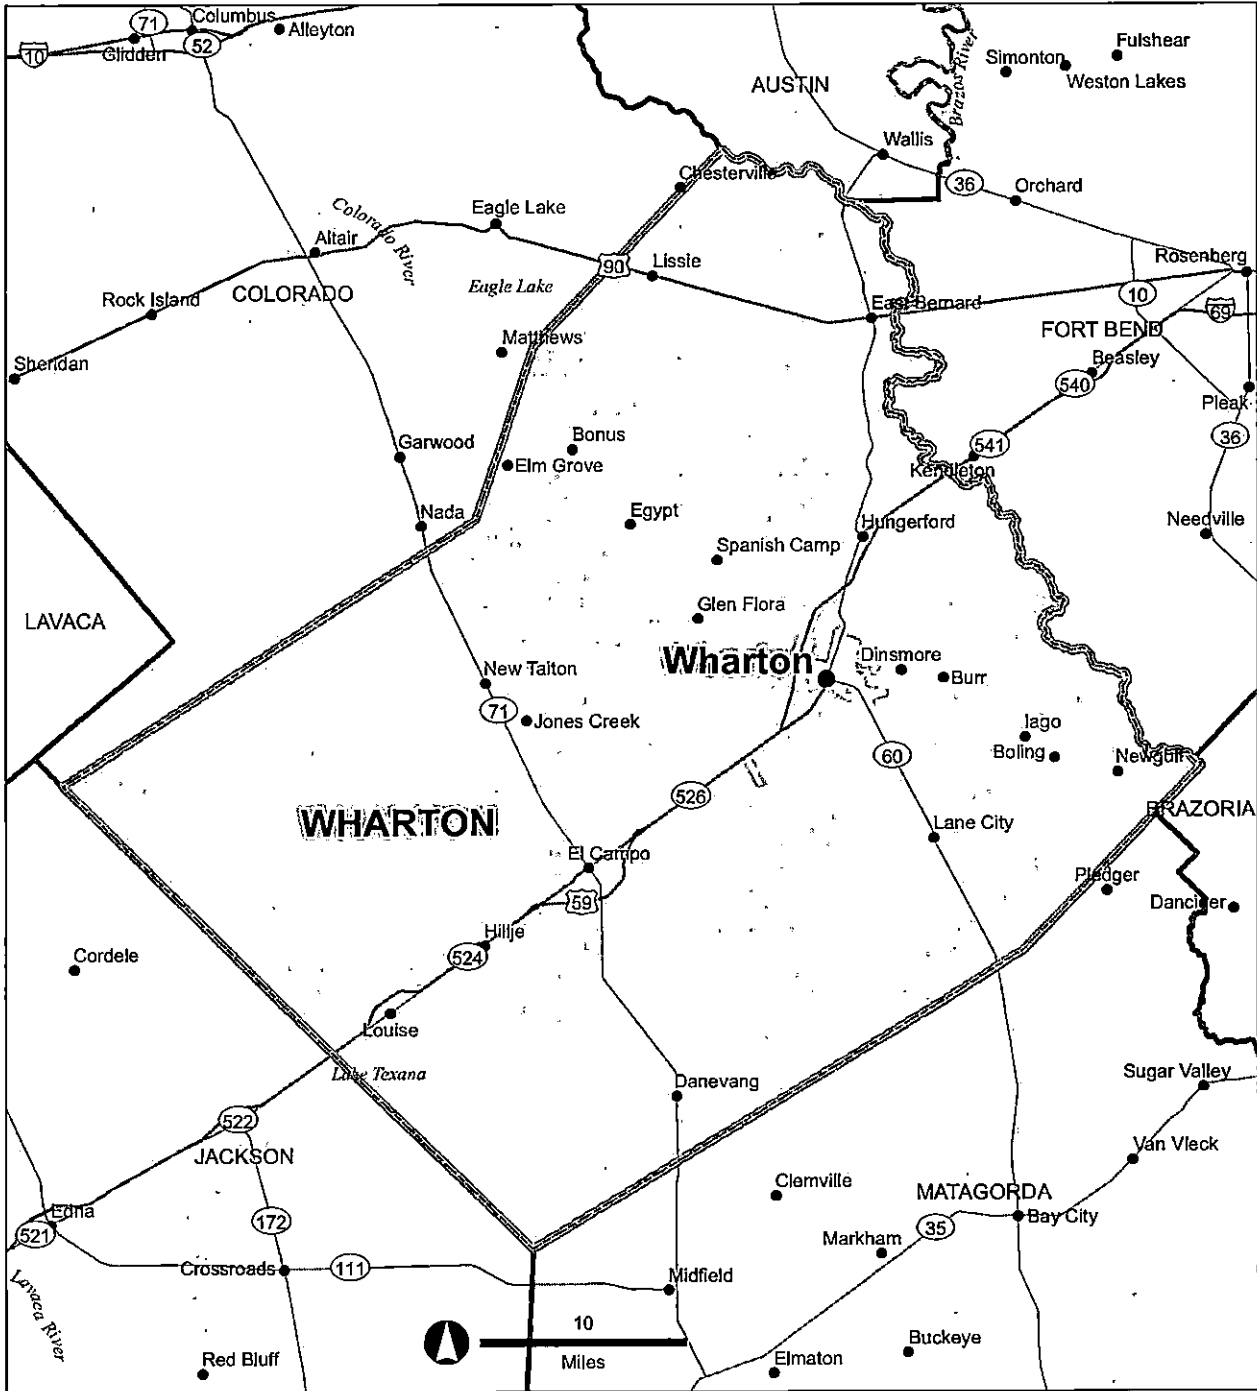 71
Columbus
Alleyton
10
Glidden
52
AUSTIN
Brazos River
Simonton
Fulshear
Weston Lakes
Wallis
Chesterville
36
Orchard
Colorado River
Eagle Lake
Altair
90
Lissie
Rosenberg
Eagle Lake
Rock Island
COLORADO
10
East Bernard
69
FORT BEND
Matthews
Sheridan
Beasley
540
Pleak
Garwood
Bonus
541
36
Elm Grove
Kendleton
Nada
Egypt
Hungerford
Needville
Spanish Camp
LAVACA
Glen Flora
Wharton
Dinsmore
Burr
New Taiton
71
Jones Creek
Iago
Boling
Newgulf
60
526
WHARTON
BRAZORIA
Lane City
El Campo
Pledger
59
Danciger
Hillje
524
Cordele
Louise
Lake Texana
Danevang
Sugar Valley
522
JACKSON
Van Vleck
Clemville
MATAGORDA
Edna
521
172
35
Bay City
Markham
Crossroads
111
Midfield
Lavaca River
10
Miles
Buckeye
Red Bluff
Elmaton